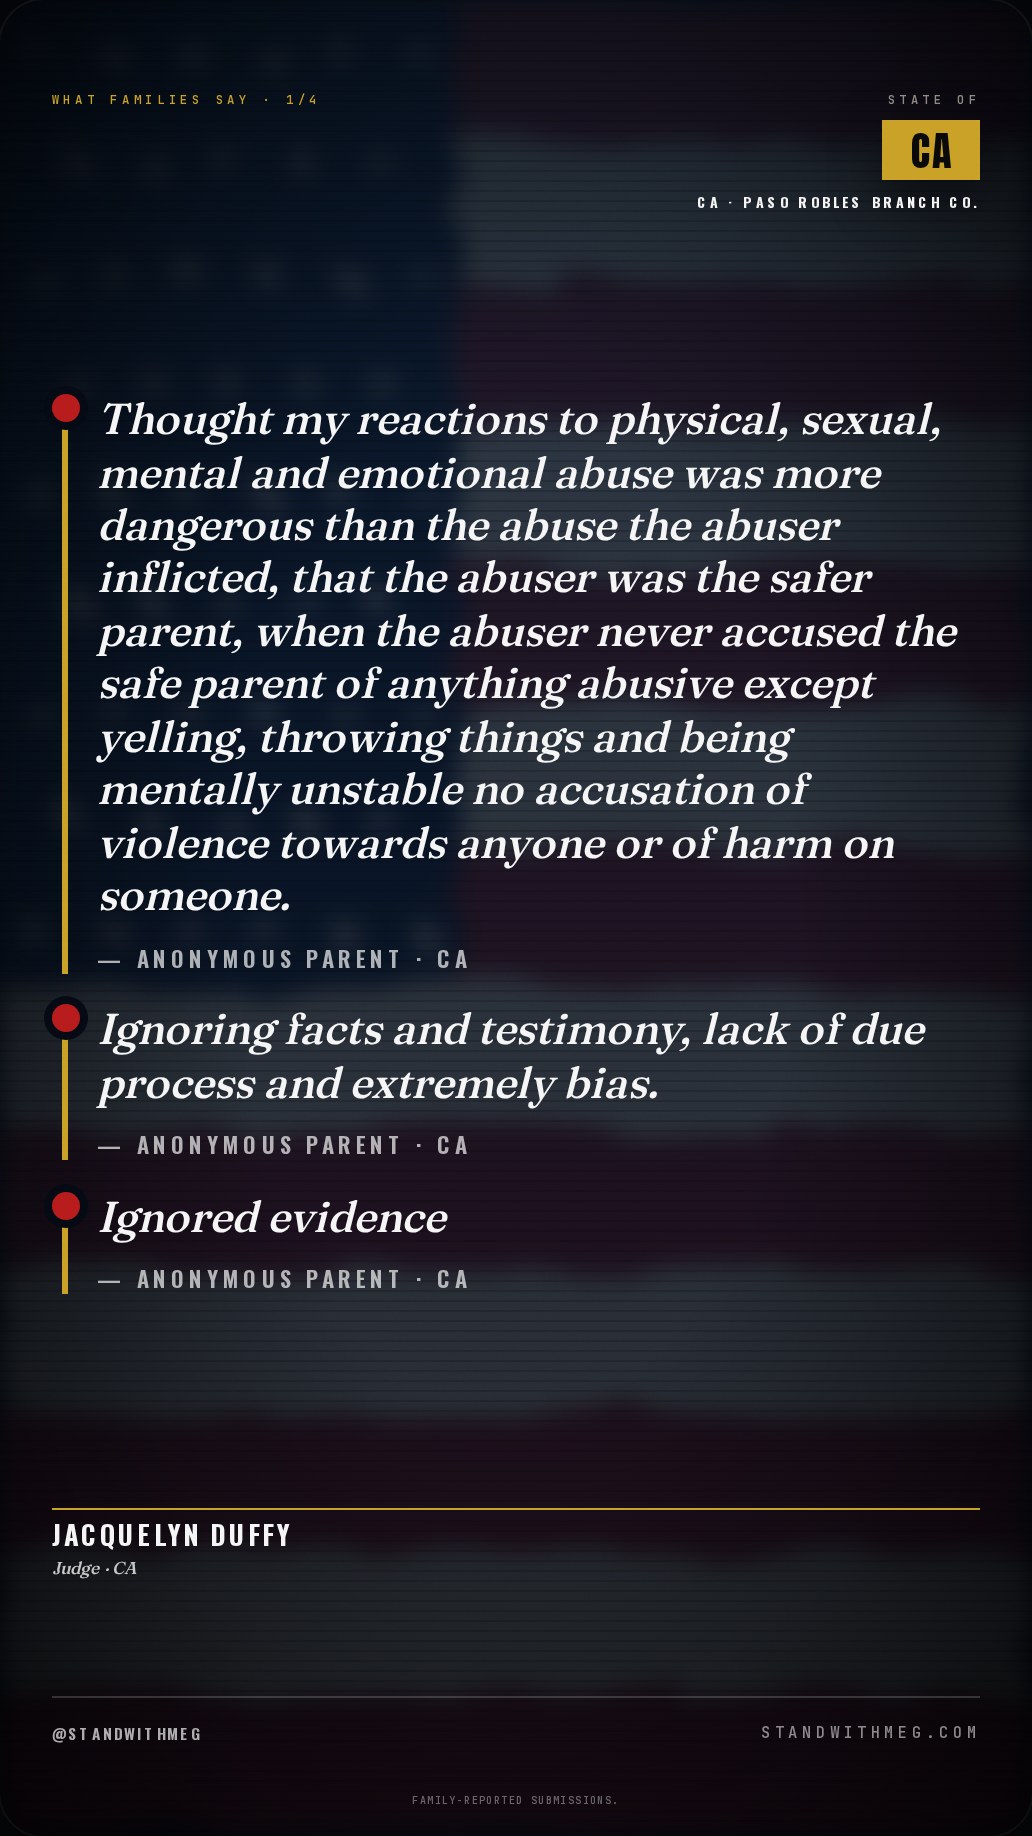 WHAT FAMILIES SAY · 1/4
STATE OF
CA
CA · PASO ROBLES BRANCH CO.
Thought my reactions to physical, sexual,
mental and emotional abuse was more
dangerous than the abuse the abuser
inflicted, that the abuser was the safer
parent, when the abuser never accused the
safe parent of anything abusive except
yelling, throwing things and being
mentally unstable no accusation of
violence towards anyone or of harm on
someone.
— ANONYMOUS PARENT · CA
Ignoring facts and testimony, lack of due
process and extremely bias.
— ANONYMOUS PARENT · CA
Ignored evidence
— ANONYMOUS PARENT · CA
JACQUELYN DUFFY
Judge · CA
@STANDWITHMEG
STANDWITHMEG.COM
FAMILY-REPORTED SUBMISSIONS.